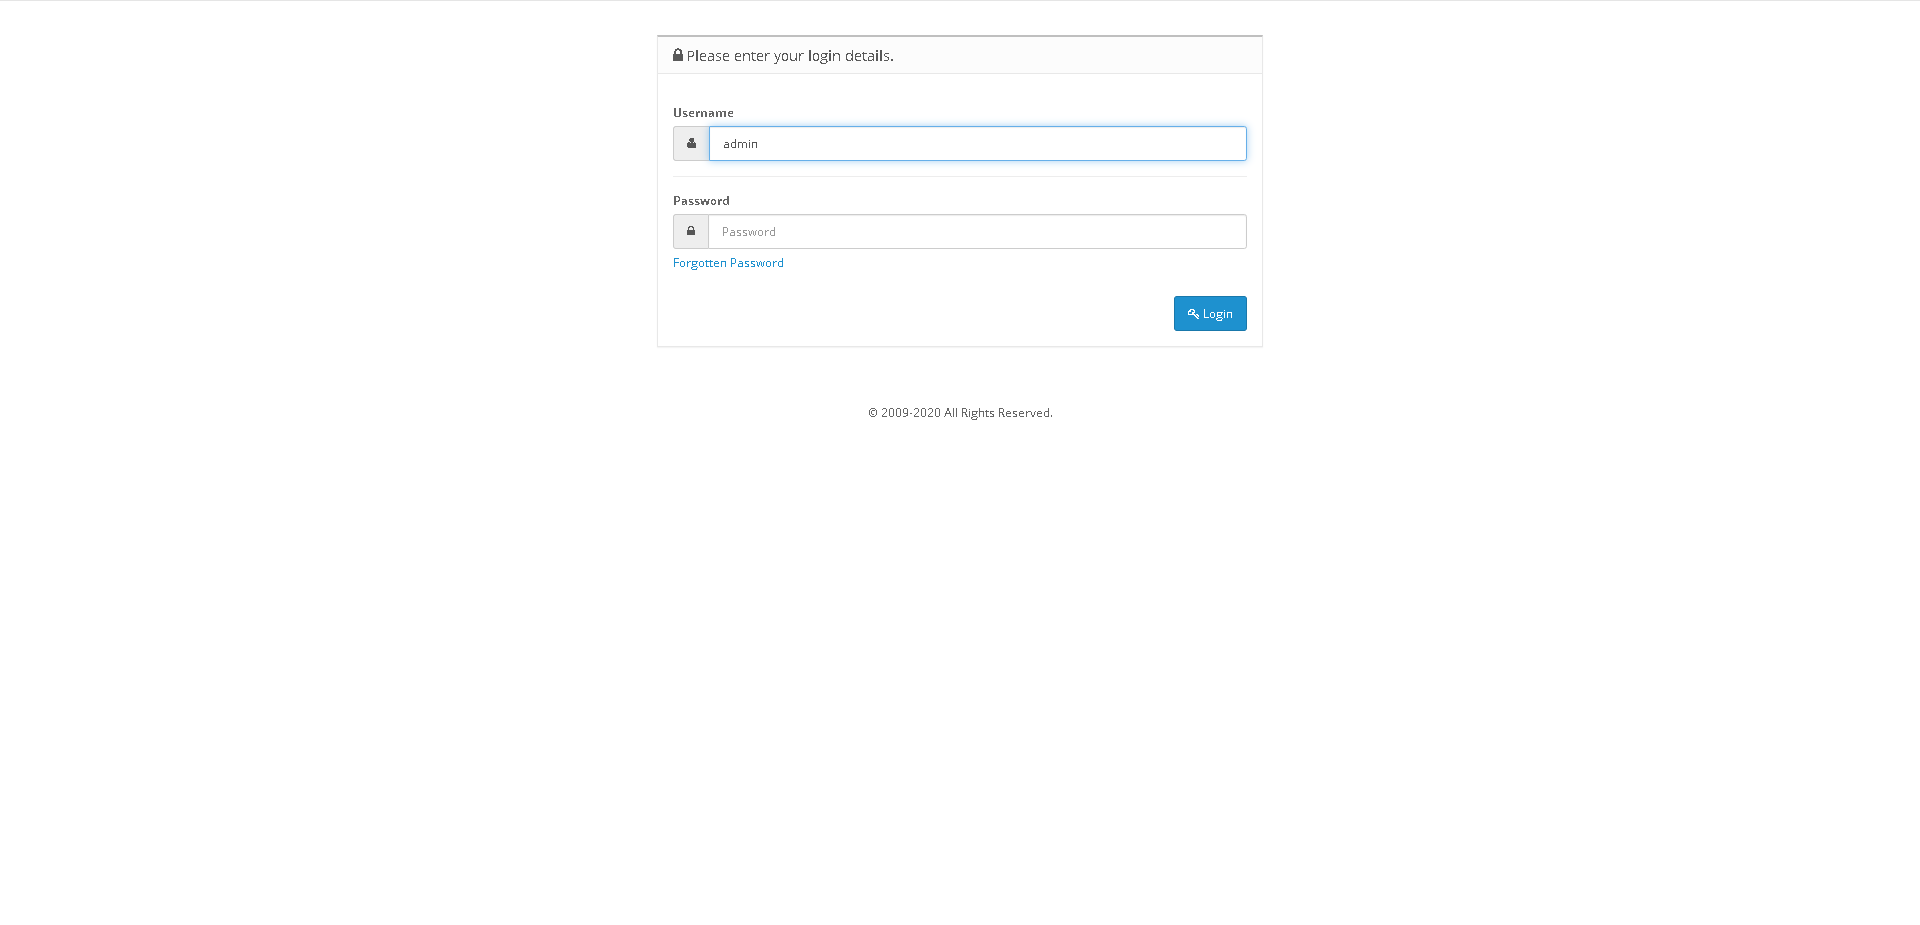 Please enter your login details.
Username
admin
Password
Password
Forgotten Password
Login
© 2009-2020 All Rights Reserved.